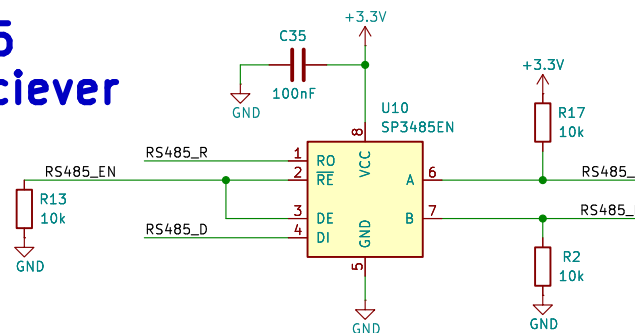 5
ciever
+3.3V
C35
100nF
GND
U10
SP3485EN
+3.3V
R17
10k
8
VCC
RS485_R
1
RO
RS485_EN
2
RE
A
6
RS485_
R13
10k
3
DE
B
7
RS485_
RS485_D
4
DI
GND
5
GND
R2
10k
GND
GND